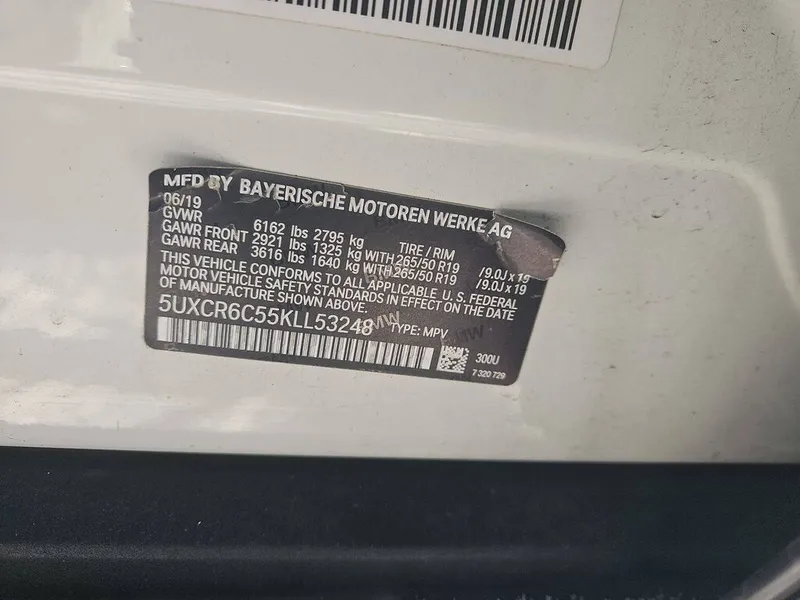 MFD BY BAYERISCHE MOTOREN WERKE AG
06/19
GVWR 6162 lbs 2795 kg TIRE / RIM
GAWR FRONT 2921 lbs 1325 kg WITH 265/50 R19 /9.0J x 19
GAWR REAR 3616 lbs 1640 kg WITH 265/50 R19 /9.0J x 19
THIS VEHICLE CONFORMS TO ALL APPLICABLE U.S. FEDERAL
MOTOR VEHICLE SAFETY STANDARDS IN EFFECT ON THE DATE
OF MANUFACTURE SHOWN ABOVE.
5UXCR6C55KLL53248 TYPE: MPV
BMW
BMW
300U
7 320 729